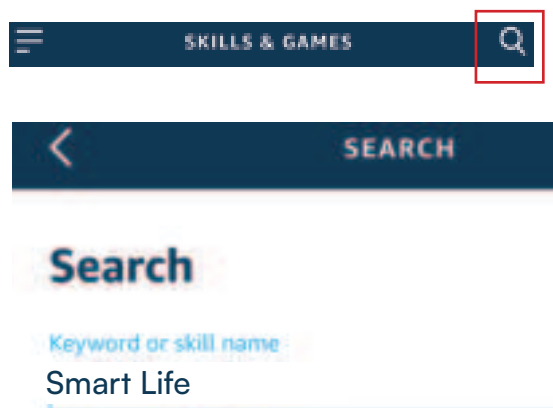 SKILLS & GAMES
SEARCH
Search
Keyword or skill name
Smart Life